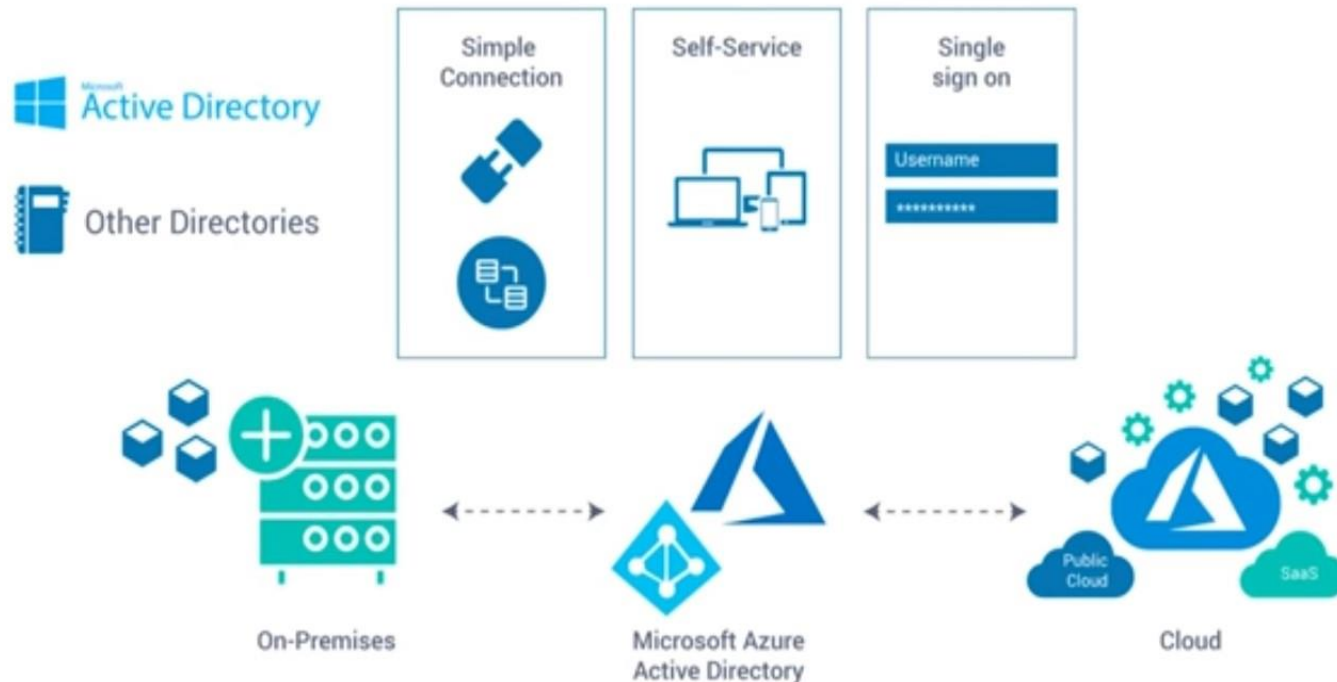 Simple
Connection
Self-Service
Single
sign on
Microsoft
Active Directory
Username
**********
Other Directories
Public
Cloud
SaaS
On-Premises
Microsoft Azure
Active Directory
Cloud